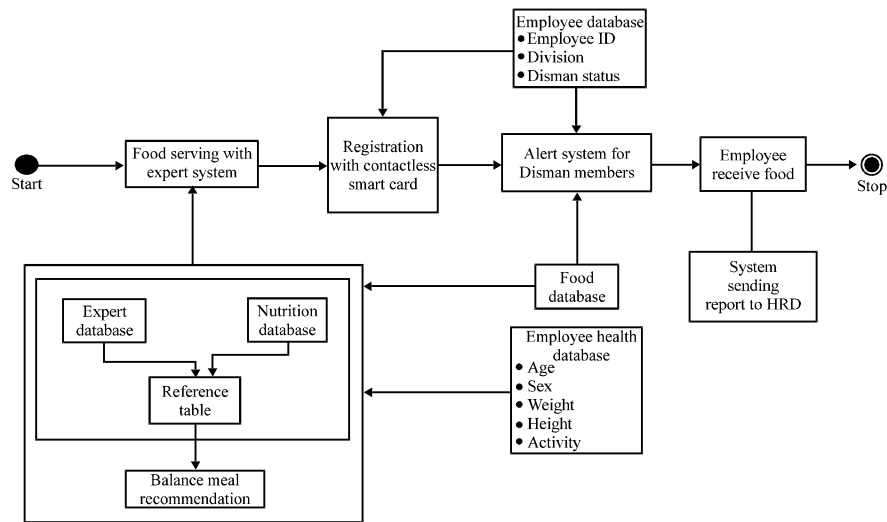 Employee database
● Employee ID
● Division
● Disman status
Start
Food serving with
expert system
Registration
with contactless
smart card
Alert system for
Disman members
Employee
receive food
Stop
System
sending
report to HRD
Food
database
Expert
database
Nutrition
database
Reference
table
Balance meal
recommendation
Employee health
database
● Age
● Sex
● Weight
● Height
● Activity